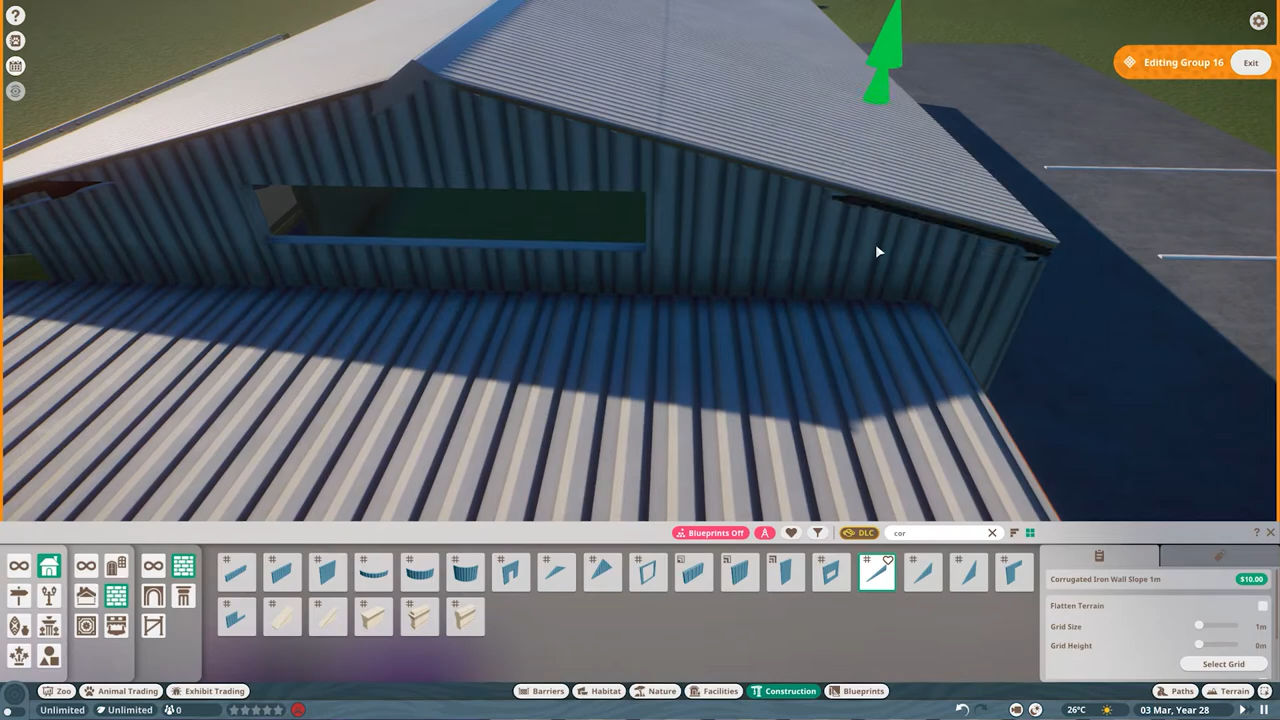 ?
Editing Group 16
Exit
Blueprints Off
DLC
cor
?
Corrugated Iron Wall Slope 1m
$10.00
Flatten Terrain
Grid Size
1m
Grid Height
0m
Select Grid
Zoo
Animal Trading
Exhibit Trading
Barriers
Habitat
Nature
Facilities
Construction
Blueprints
Paths
Terrain
Unlimited
Unlimited
0
26°C
03 Mar, Year 28